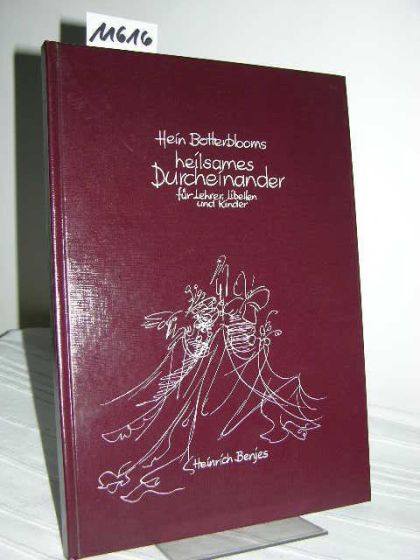 11616
Hein Botterblooms
heilsames
Durcheinander
für Lehrer, Libellen
und Kinder
Heinrich Benjes